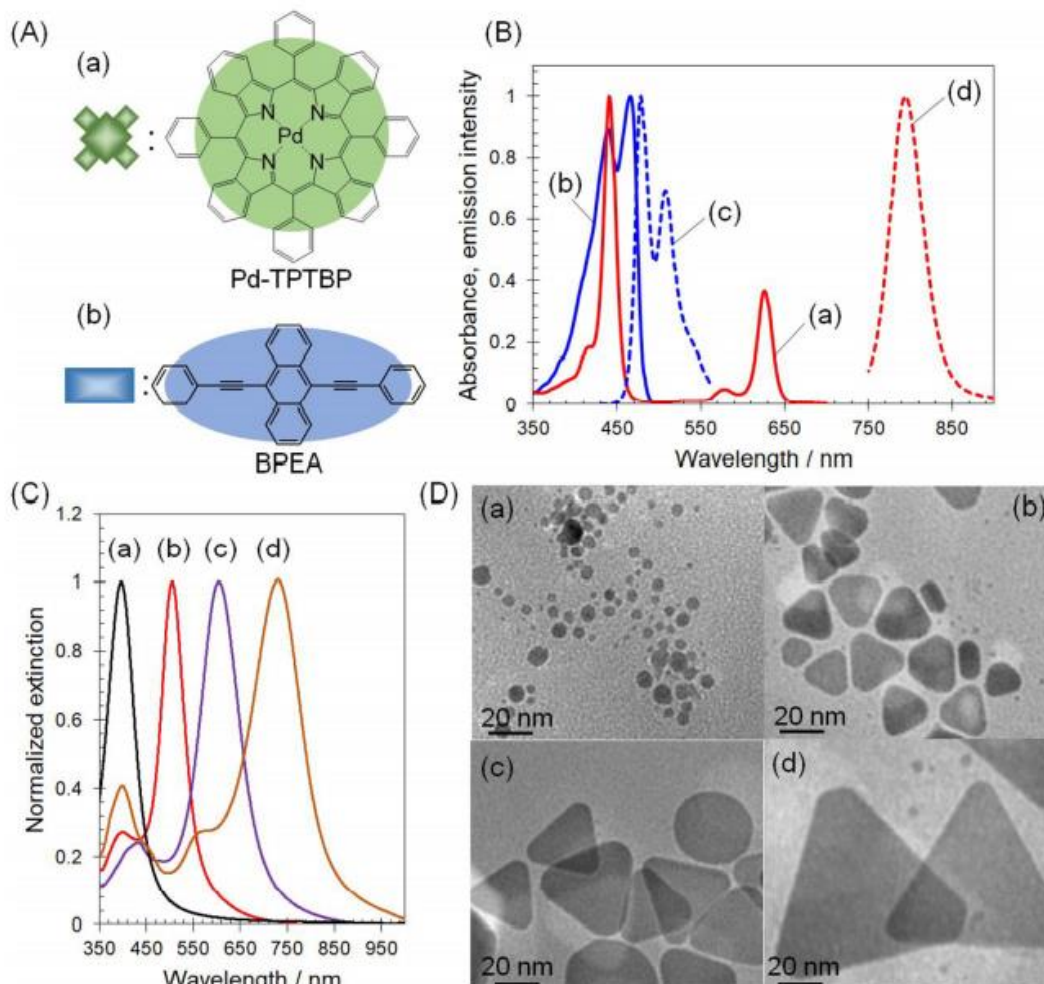 (A)
(a)
:
N
N
Pd
N
N
Pd-TPTBP
(b)
:
BPEA
(B)
Absorbance, emission intensity
1
0.8
0.6
0.4
0.2
0
(b)
(c)
(a)
(d)
350 450 550 650 750 850
Wavelength / nm
(C)
Normalized extinction
1.2
1
0.8
0.6
0.4
0.2
0
(a) (b) (c) (d)
350 450 550 650 750 850 950
Wavelength / nm
(D)
(a)
20 nm
(b)
20 nm
(c)
20 nm
(d)
20 nm